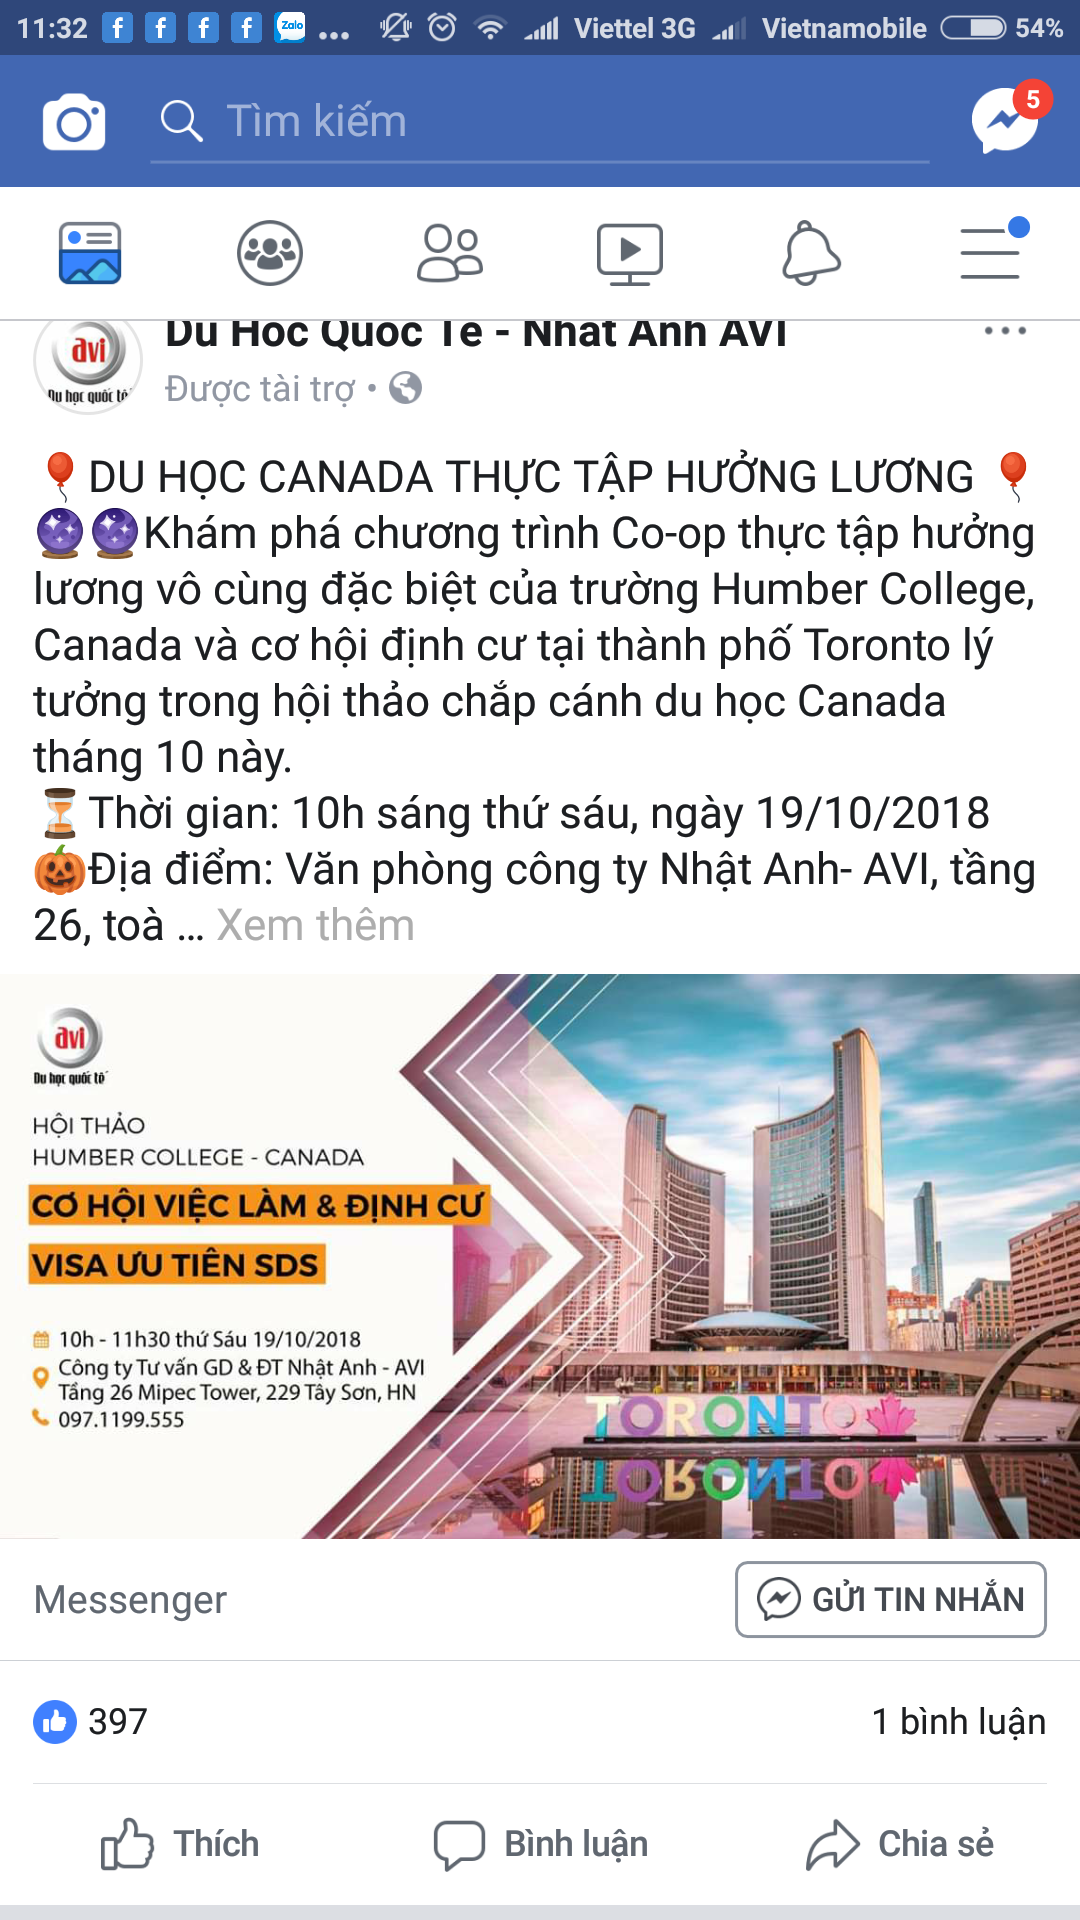 11:32
Zalo
...
Viettel 3G
Vietnamobile
54%
Tìm kiếm
5
avi
Du học quốc tế
Du Học Quốc Tế - Nhật Anh AVI
Được tài trợ •
DU HỌC CANADA THỰC TẬP HƯỞNG LƯƠNG
Khám phá chương trình Co-op thực tập hưởng
lương vô cùng đặc biệt của trường Humber College,
Canada và cơ hội định cư tại thành phố Toronto lý
tưởng trong hội thảo chắp cánh du học Canada
tháng 10 này.
Thời gian: 10h sáng thứ sáu, ngày 19/10/2018
Địa điểm: Văn phòng công ty Nhật Anh- AVI, tầng
26, toà ... Xem thêm
avi
Du học quốc tế
HỘI THẢO
HUMBER COLLEGE - CANADA
CƠ HỘI VIỆC LÀM & ĐỊNH CƯ
VISA ƯU TIÊN SDS
10h - 11h30 thứ Sáu 19/10/2018
Công ty Tư vấn GD & ĐT Nhật Anh - AVI
Tầng 26 Mipec Tower, 229 Tây Sơn, HN
097.1199.555
TORONTO
Messenger
GỬI TIN NHẮN
397
1 bình luận
Thích
Bình luận
Chia sẻ